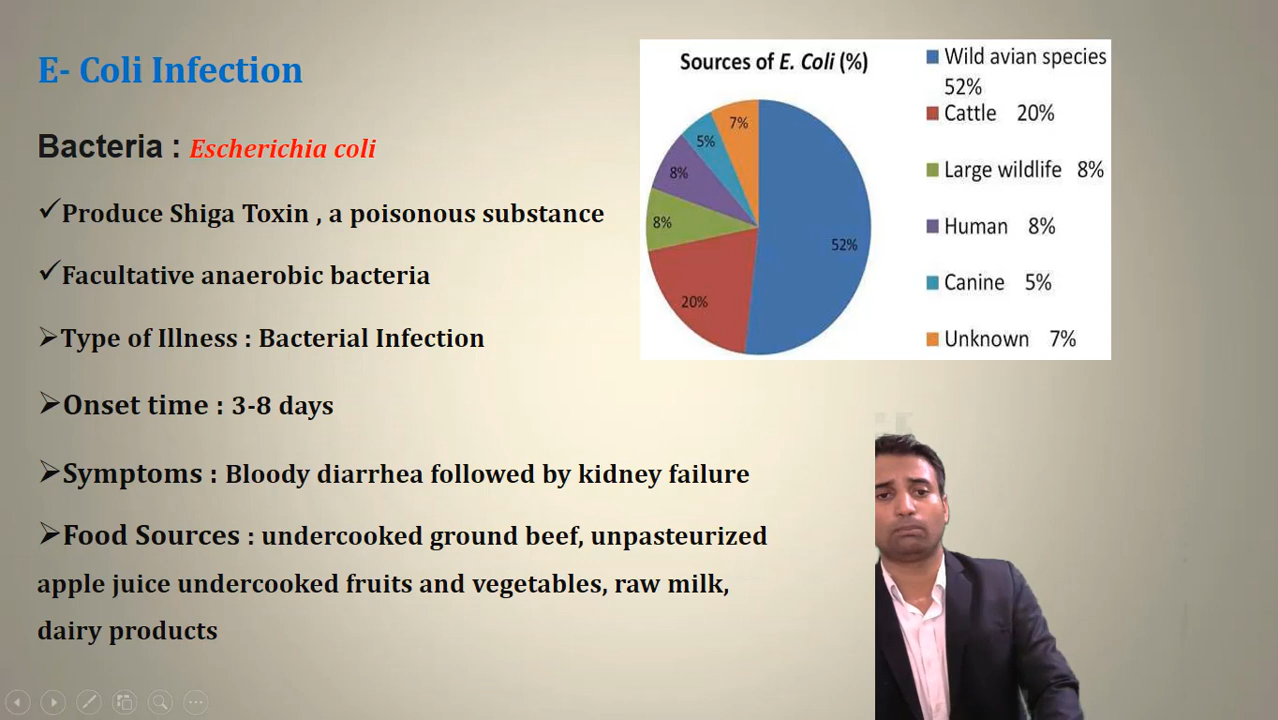 E- Coli Infection
Bacteria : Escherichia coli
✓Produce Shiga Toxin , a poisonous substance
✓Facultative anaerobic bacteria
➢Type of Illness : Bacterial Infection
➢Onset time : 3-8 days
➢Symptoms : Bloody diarrhea followed by kidney failure
➢Food Sources : undercooked ground beef, unpasteurized
apple juice undercooked fruits and vegetables, raw milk,
dairy products
Sources of E. Coli (%)
7%
5%
8%
8%
20%
52%
Wild avian species
52%
Cattle 20%
Large wildlife 8%
Human 8%
Canine 5%
Unknown 7%